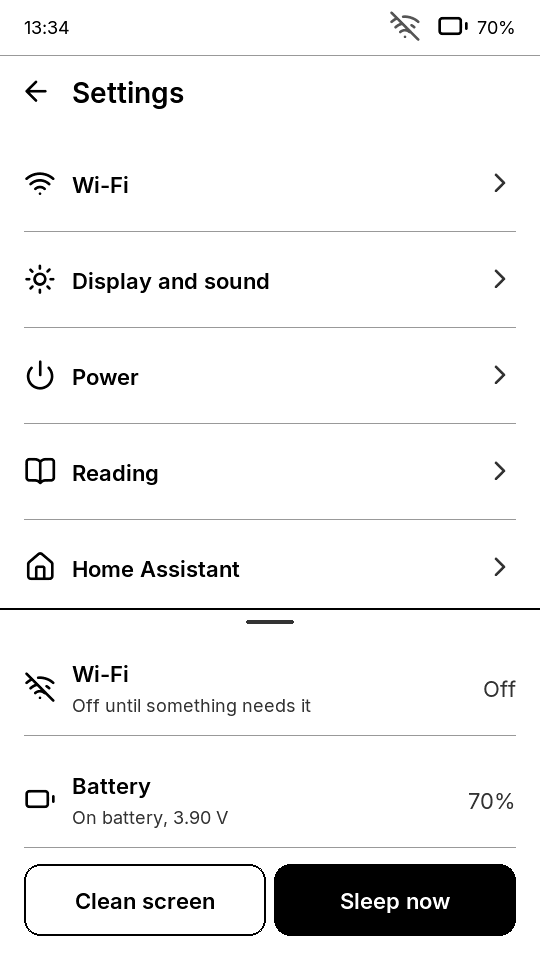 13:34
70%
Settings
Wi-Fi
Display and sound
Power
Reading
Home Assistant
Wi-Fi
Off until something needs it
Off
Battery
On battery, 3.90 V
70%
Clean screen
Sleep now